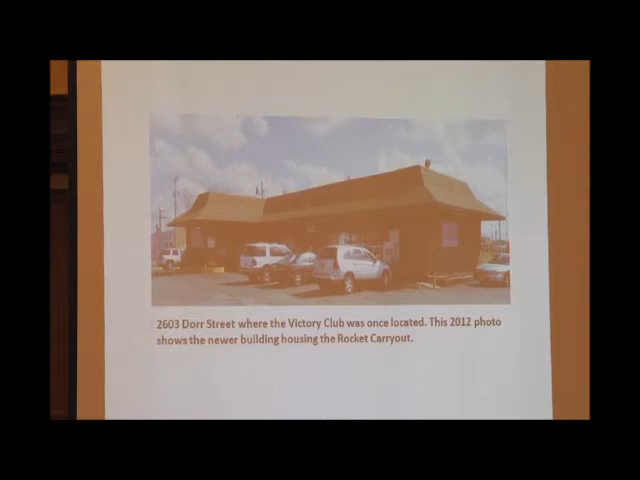 2603 Dorr Street where the Victory Club was once located. This 2012 photo
shows the newer building housing the Rocket Carryout.